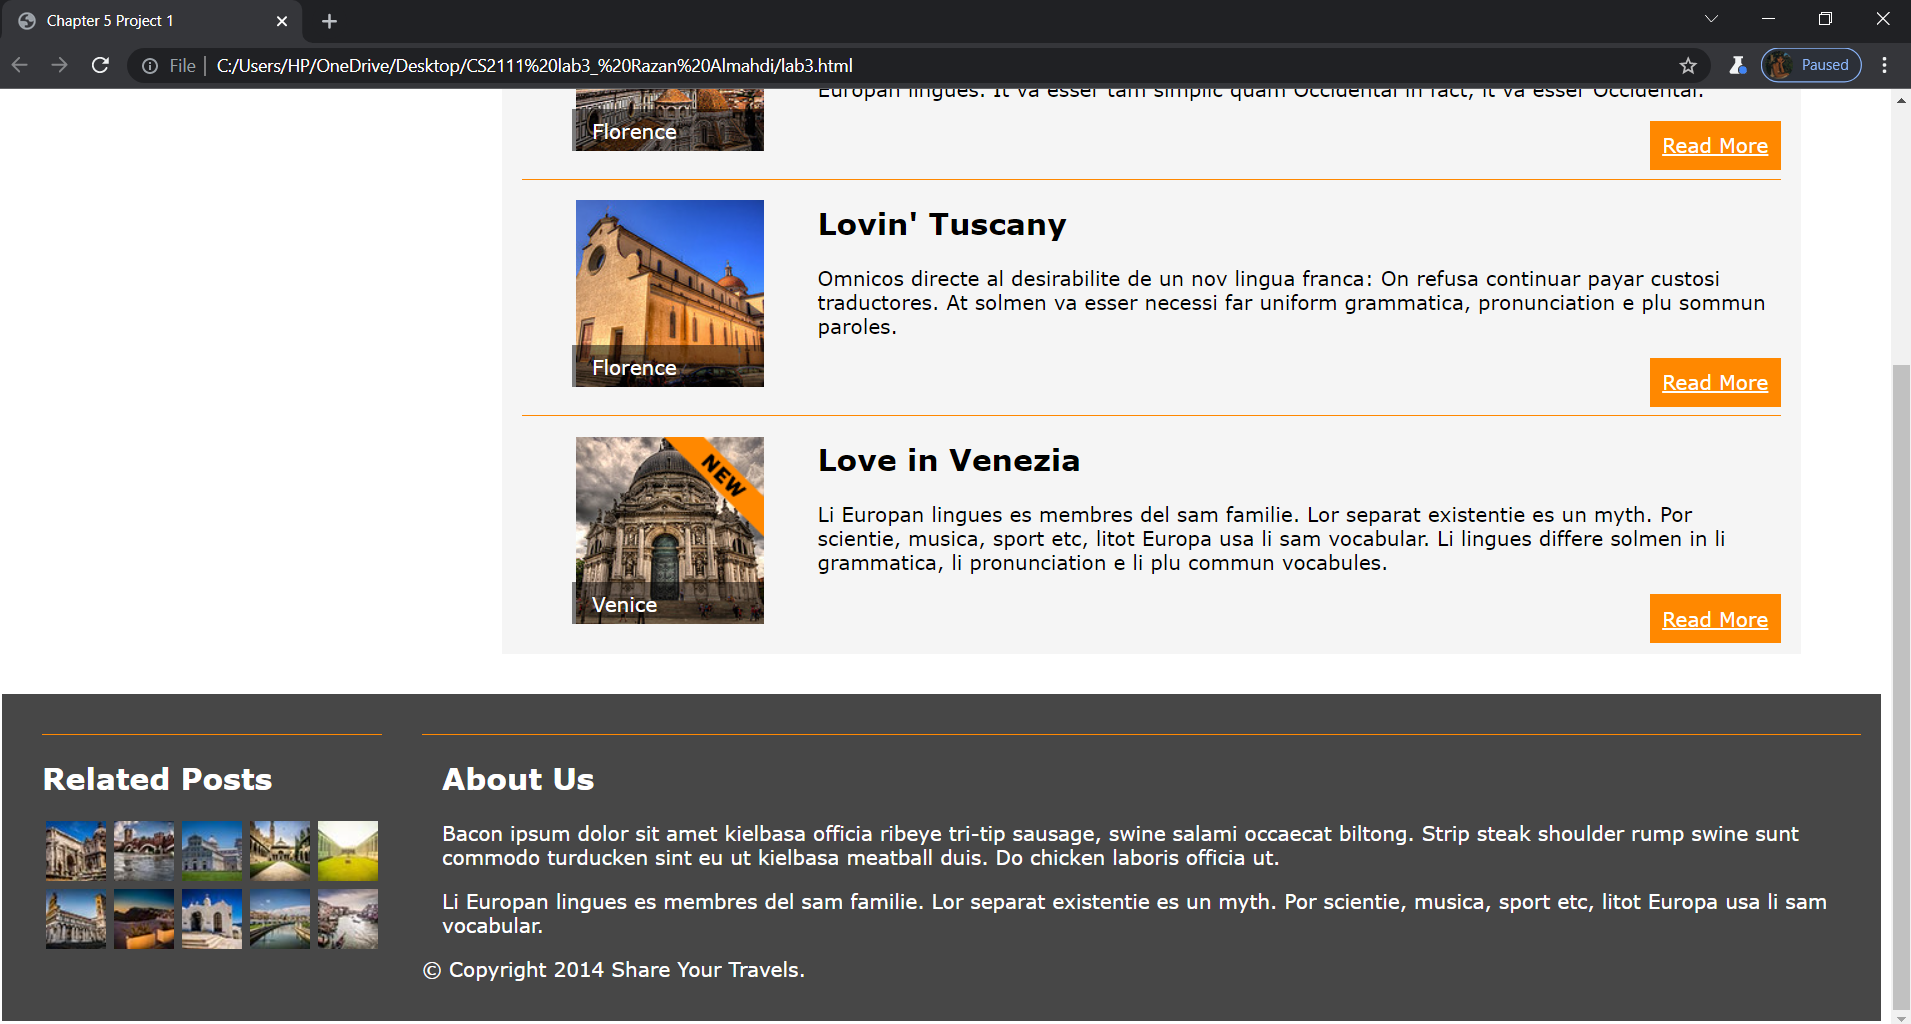 Chapter 5 Project 1
File | C:/Users/HP/OneDrive/Desktop/CS2111%20lab3_%20Razan%20Almahdi/lab3.html
Paused
Europan lingues. It va esser tam simplic quam Occidental in fact, it va esser Occidental.
Florence
Read More
Lovin' Tuscany
Omnicos directe al desirabilite de un nov lingua franca: On refusa continuar payar custosi
traductores. At solmen va esser necessi far uniform grammatica, pronunciation e plu sommun
paroles.
Florence
Read More
NEW
Love in Venezia
Li Europan lingues es membres del sam familie. Lor separat existentie es un myth. Por
scientie, musica, sport etc, litot Europa usa li sam vocabular. Li lingues differe solmen in li
grammatica, li pronunciation e li plu commun vocabules.
Venice
Read More
Related Posts
About Us
Bacon ipsum dolor sit amet kielbasa officia ribeye tri-tip sausage, swine salami occaecat biltong. Strip steak shoulder rump swine sunt
commodo turducken sint eu ut kielbasa meatball duis. Do chicken laboris officia ut.
Li Europan lingues es membres del sam familie. Lor separat existentie es un myth. Por scientie, musica, sport etc, litot Europa usa li sam
vocabular.
© Copyright 2014 Share Your Travels.